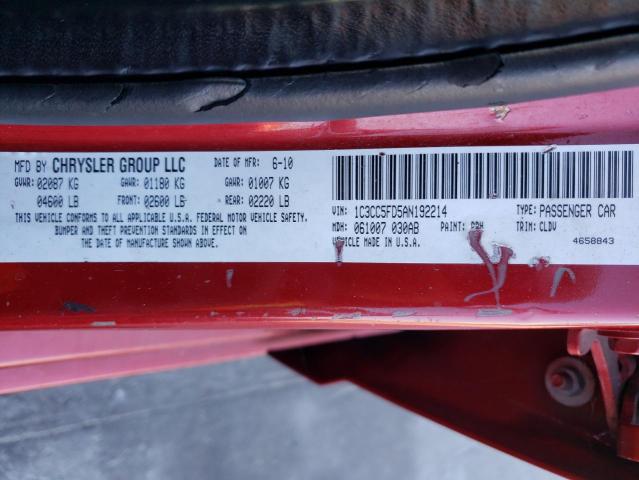 MFD BY CHRYSLER GROUP LLC DATE OF MFR: 6-10
GVWR: 02087 KG GAWR: 01180 KG GAWR: 01007 KG
04600 LB FRONT: 02600 LB REAR: 02220 LB
THIS VEHICLE CONFORMS TO ALL APPLICABLE U.S.A. FEDERAL MOTOR VEHICLE SAFETY,
BUMPER AND THEFT PREVENTION STANDARDS IN EFFECT ON
THE DATE OF MANUFACTURE SHOWN ABOVE.
VIN: 1C3CC5FD5AN192214 TYPE: PASSENGER CAR
MDH: 061007 030AB PAINT: PRH TRIM: CLDV
VEHICLE MADE IN U.S.A. 4658843